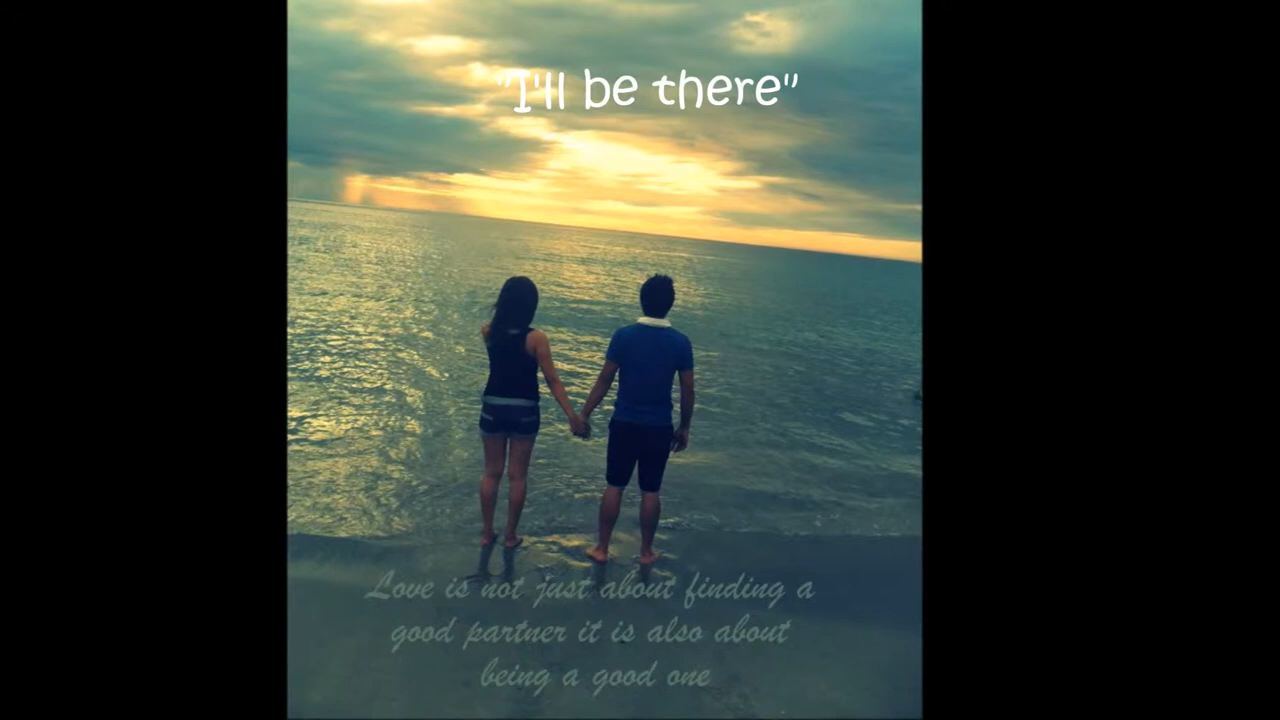 "I'll be there"
Love is not just about finding a
good partner it is also about
being a good one